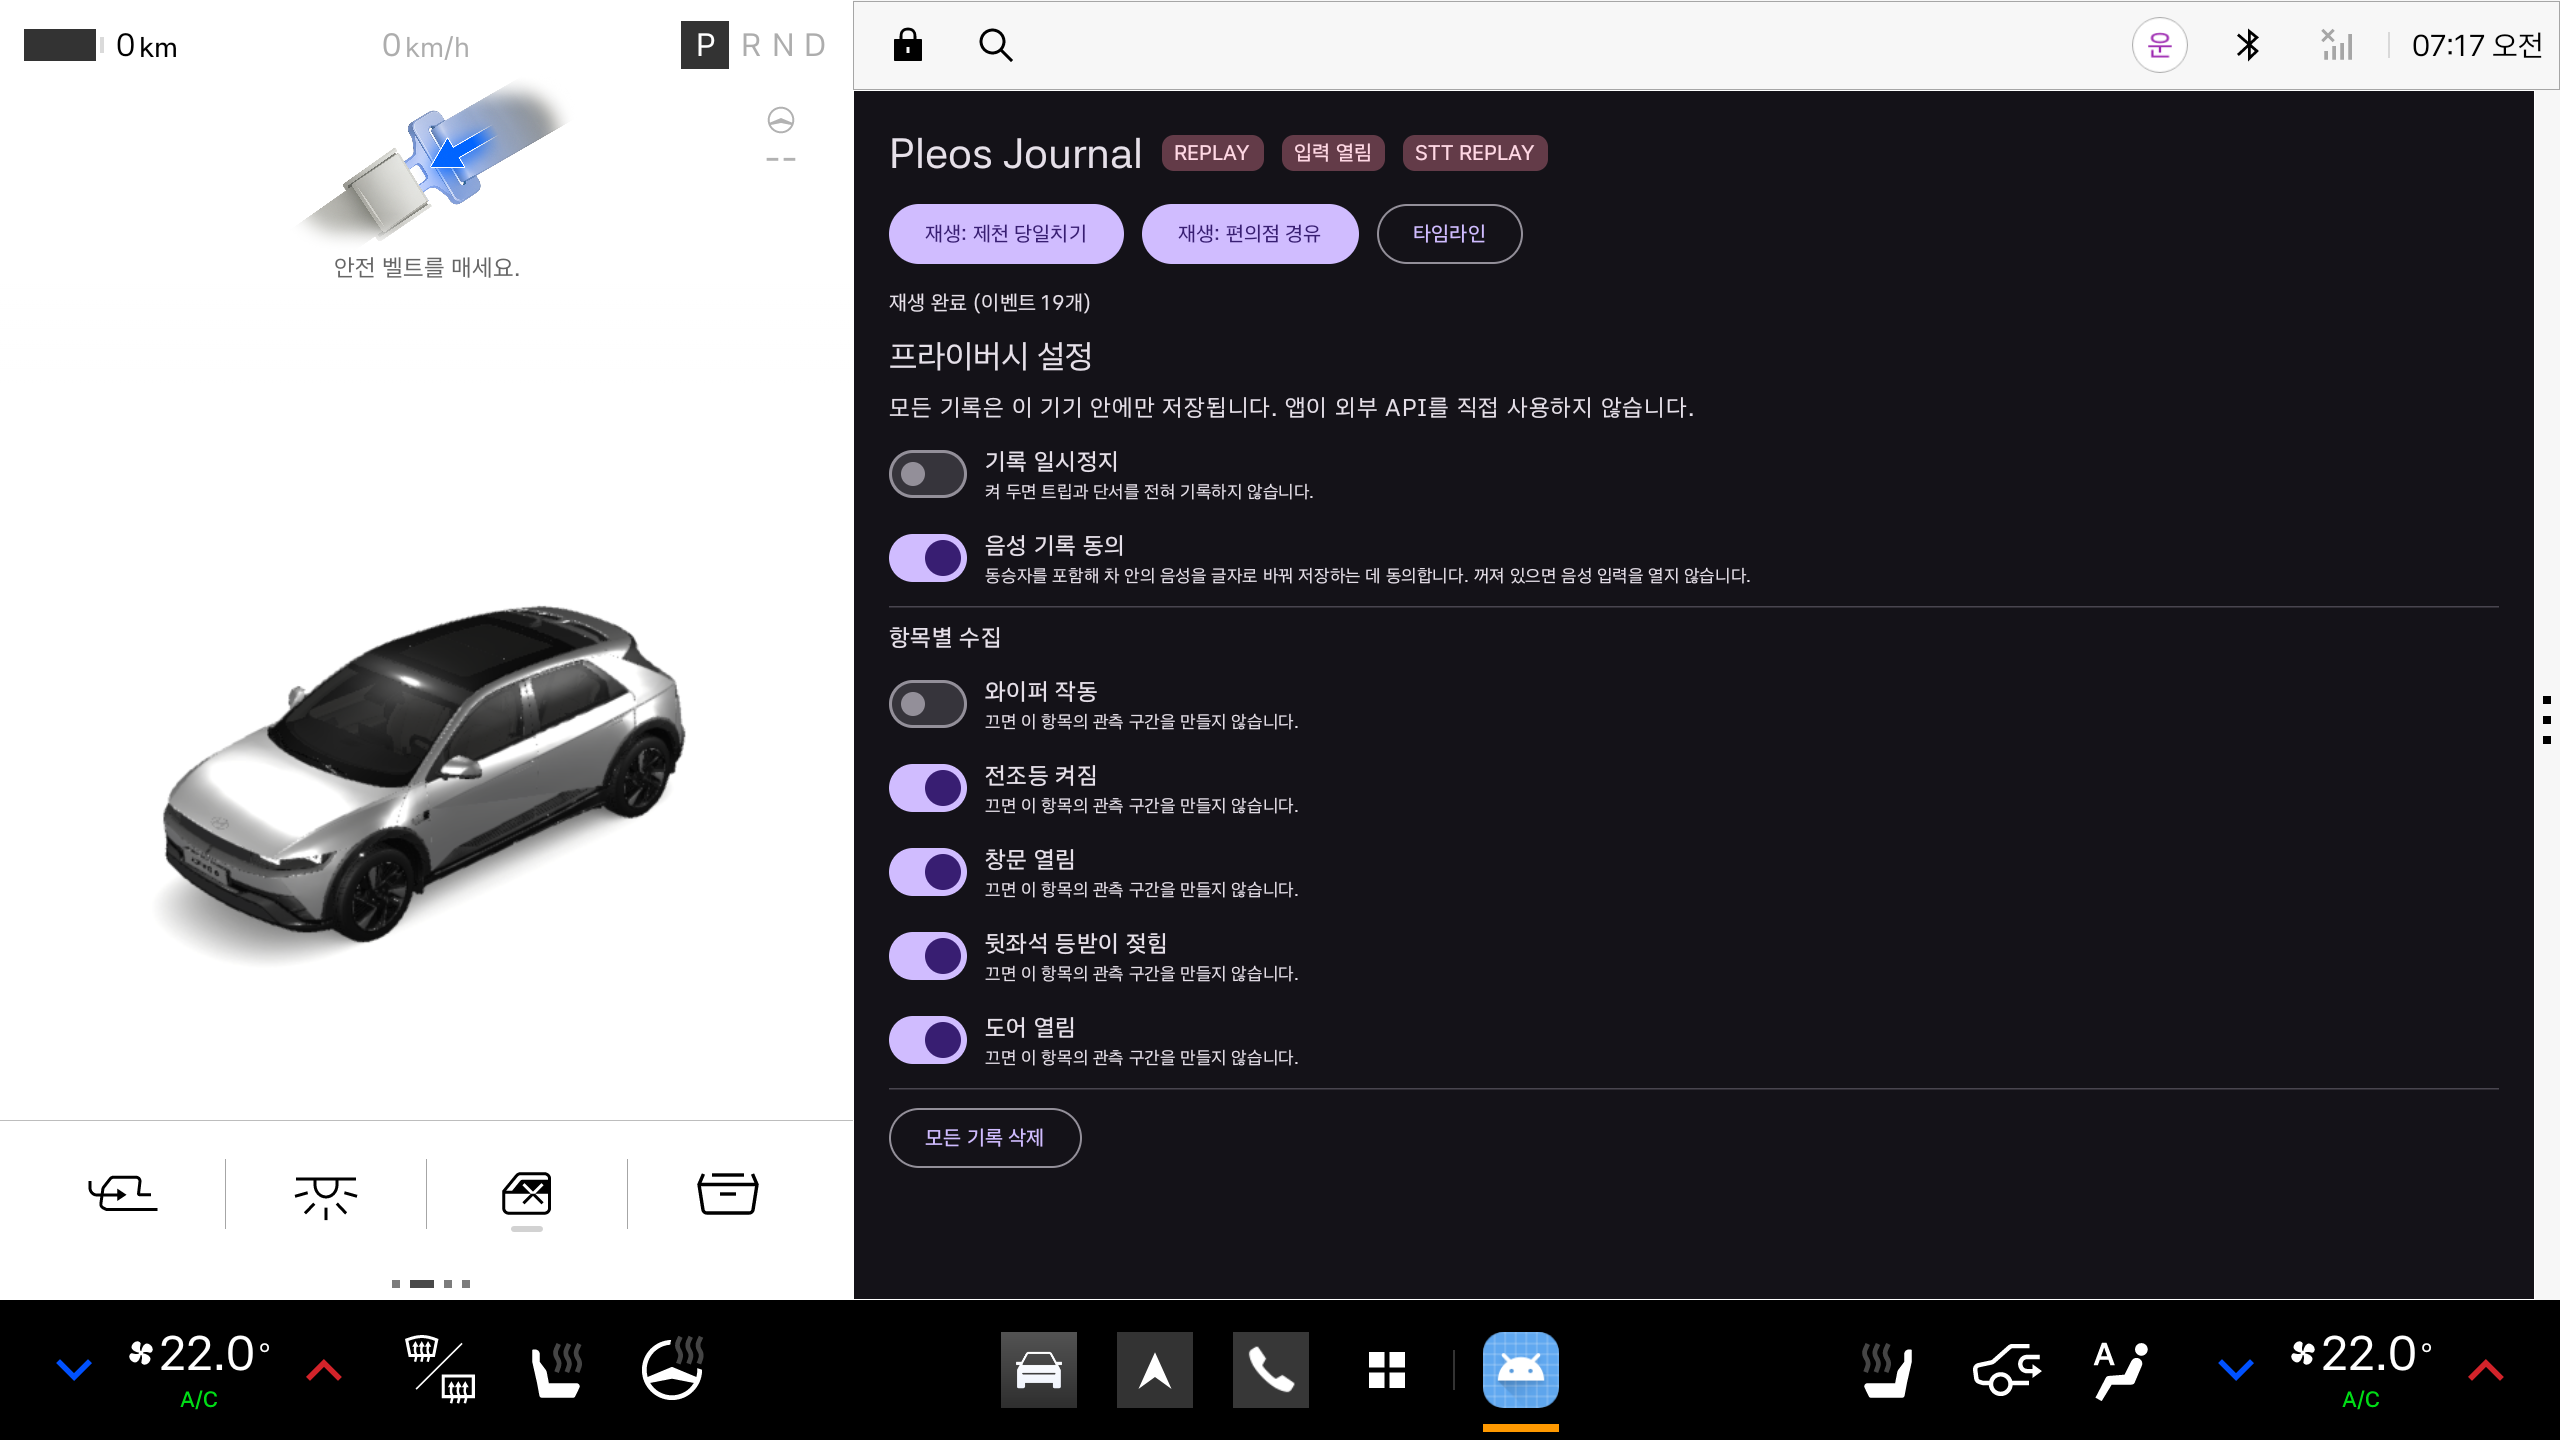 0 km
0 km/h
P R N D
안전 벨트를 매세요.
운
07:17 오전
Pleos Journal REPLAY 입력 열림 STT REPLAY
재생: 제천 당일치기 재생: 편의점 경유 타임라인
재생 완료 (이벤트 19개)
프라이버시 설정
모든 기록은 이 기기 안에만 저장됩니다. 앱이 외부 API를 직접 사용하지 않습니다.
기록 일시정지
켜 두면 트립과 단서를 전혀 기록하지 않습니다.
음성 기록 동의
동승자를 포함해 차 안의 음성을 글자로 바꿔 저장하는 데 동의합니다. 꺼져 있으면 음성 입력을 열지 않습니다.
항목별 수집
와이퍼 작동
끄면 이 항목의 관측 구간을 만들지 않습니다.
전조등 켜짐
끄면 이 항목의 관측 구간을 만들지 않습니다.
창문 열림
끄면 이 항목의 관측 구간을 만들지 않습니다.
뒷좌석 등받이 젖힘
끄면 이 항목의 관측 구간을 만들지 않습니다.
도어 열림
끄면 이 항목의 관측 구간을 만들지 않습니다.
모든 기록 삭제
22.0°
A/C
A
22.0°
A/C